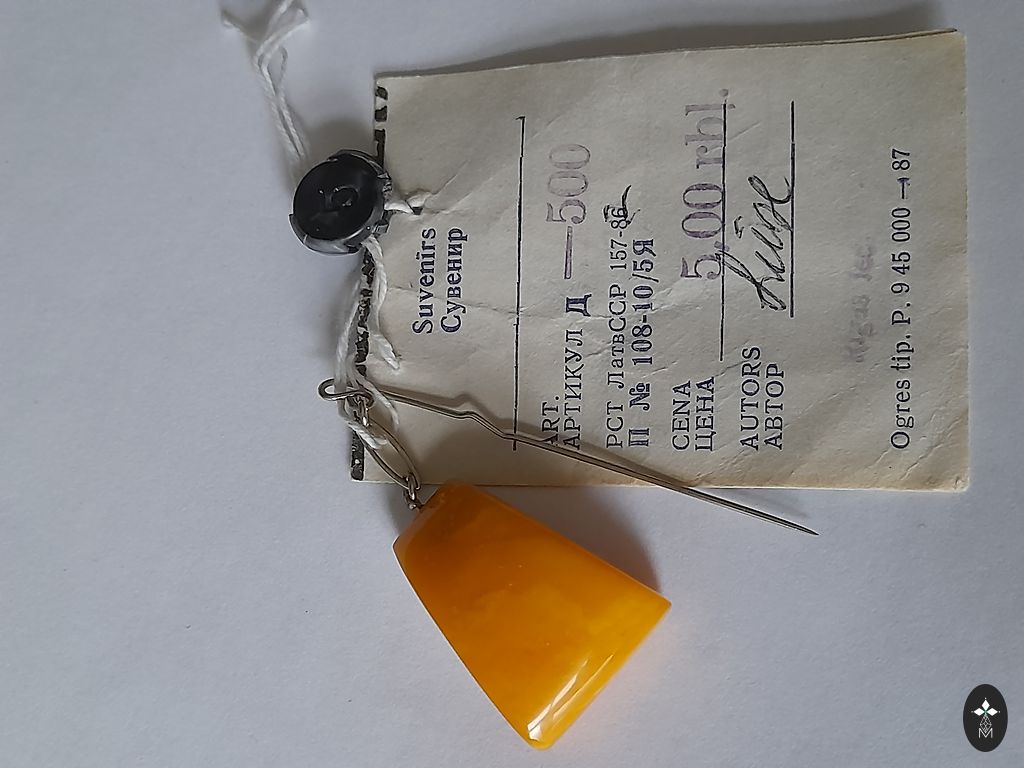 Suvenirs
Сувенир
ART.
АРТИКУЛ Д —500
РСТ ЛатвССР 157-86
П № 108-10/5Я
CENA
ЦЕНА 5,00 rbl.
AUTORS
АВТОР
Ogres tip. P. 9 45 000 → 87
M